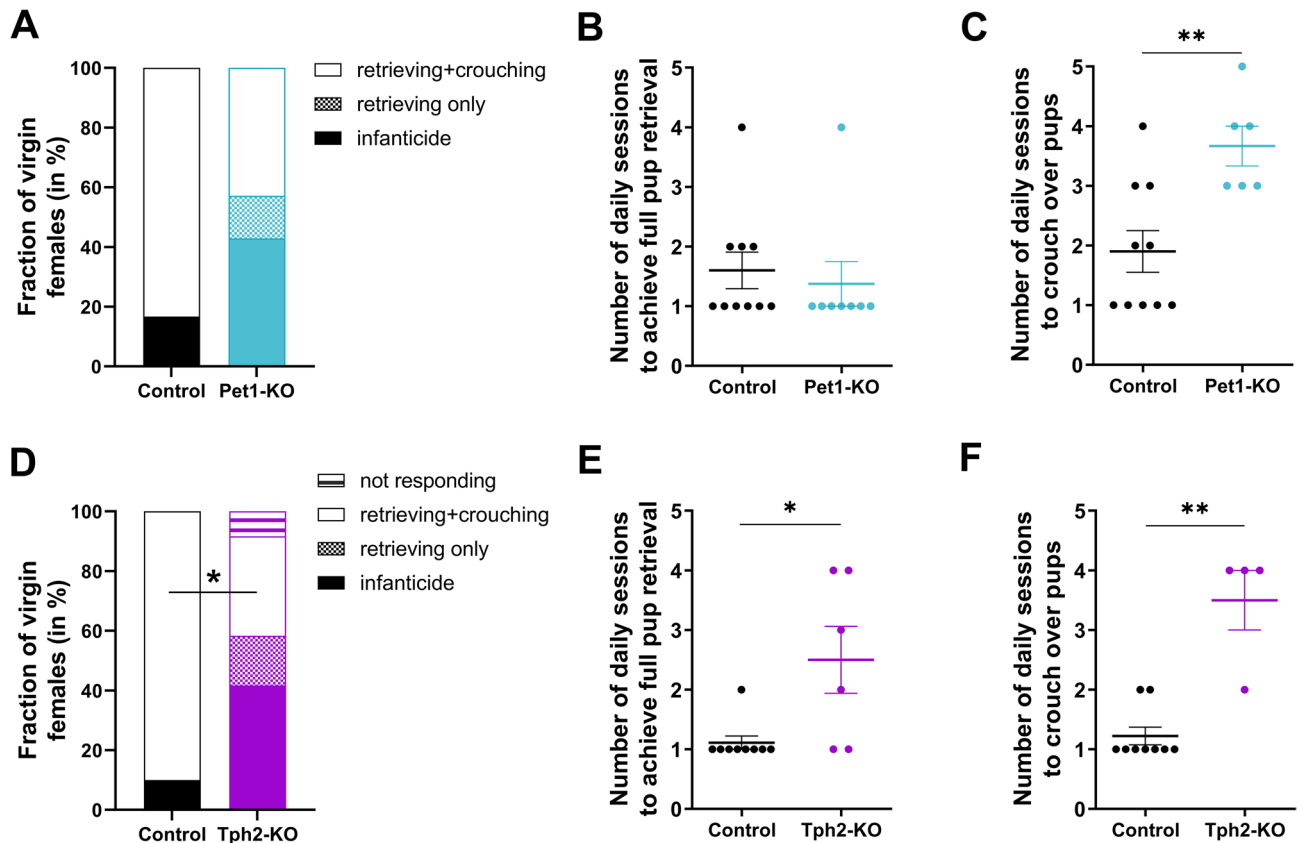 A
Fraction of virgin
females (in %)
100
80
60
40
20
0
Control
Pet1-KO
retrieving+crouching
retrieving only
infanticide
B
Number of daily sessions
to achieve full pup retrieval
5
4
3
2
1
0
Control
Pet1-KO
C
Number of daily sessions
to crouch over pups
5
4
3
2
1
0
**
Control
Pet1-KO
D
Fraction of virgin
females (in %)
100
80
60
40
20
0
*
Control
Tph2-KO
not responding
retrieving+crouching
retrieving only
infanticide
E
Number of daily sessions
to achieve full pup retrieval
5
4
3
2
1
0
*
Control
Tph2-KO
F
Number of daily sessions
to crouch over pups
5
4
3
2
1
0
**
Control
Tph2-KO